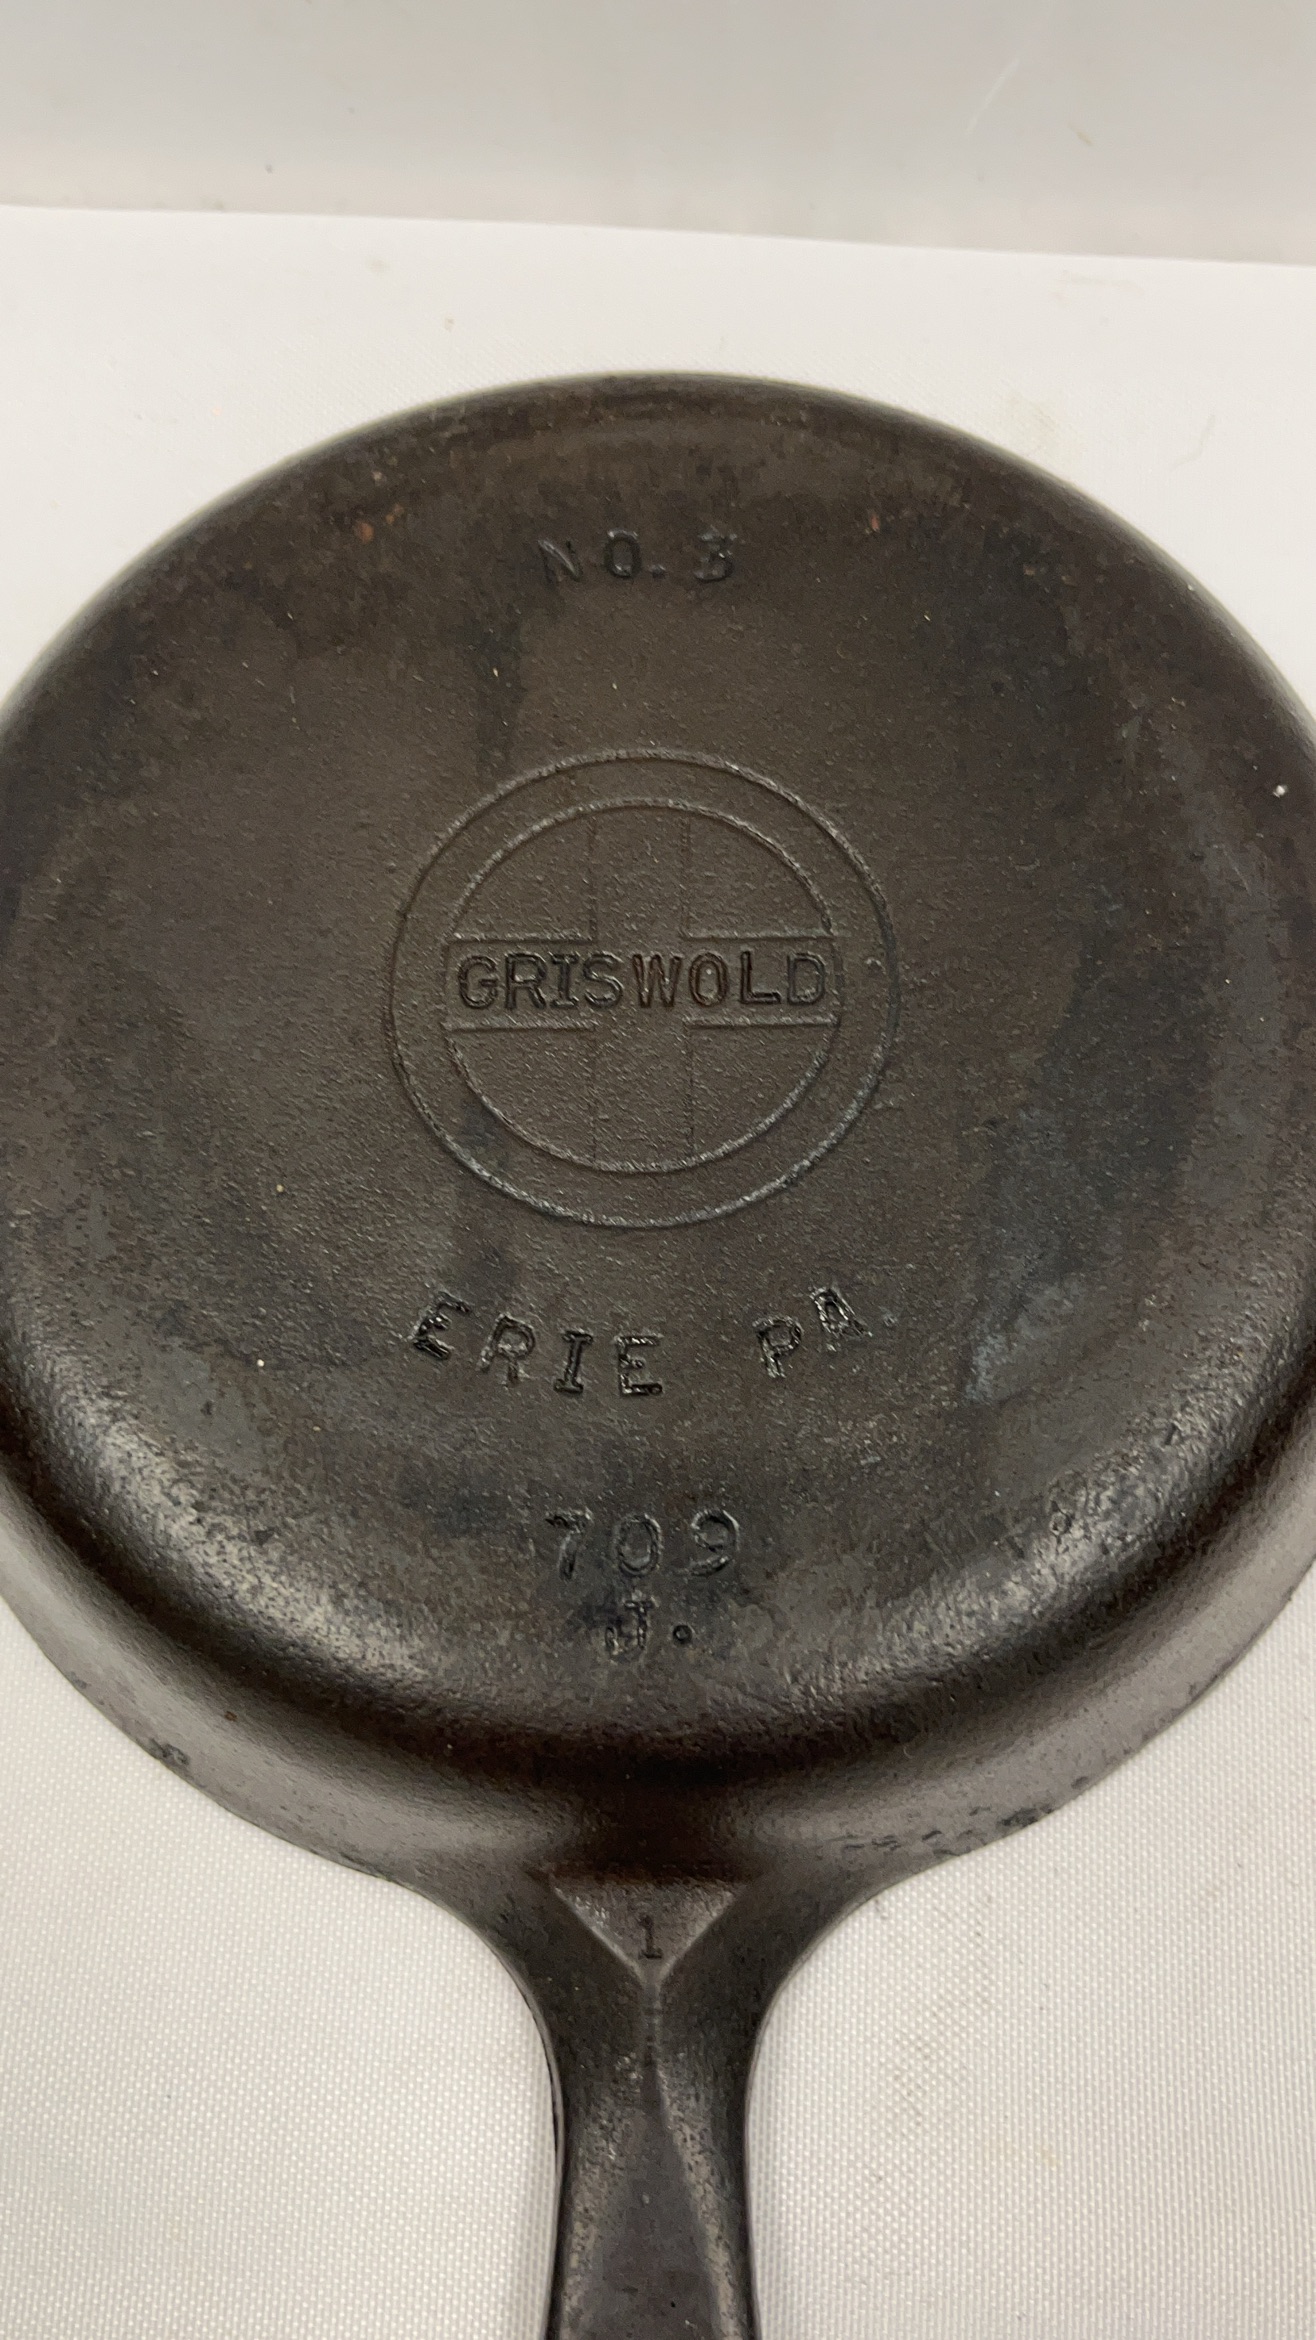 NO. 3
GRISWOLD
ERIE PA.
709
J.
1